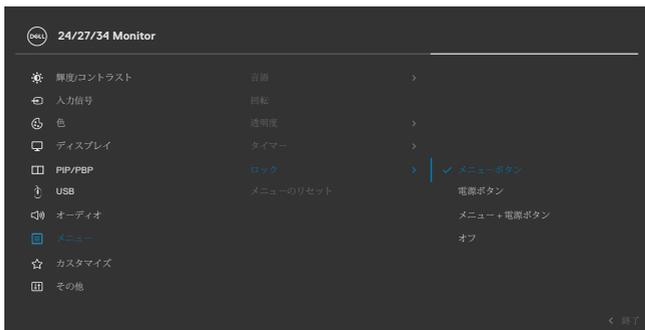 DELL 24/27/34 Monitor
輝度/コントラスト 言語
入力信号 回転
色 透明度
ディスプレイ タイマー
PIP/PBP ロック メニューボタン
USB メニューのリセット 電源ボタン
オーディオ メニュー + 電源ボタン
メニュー オフ
カスタマイズ
その他
終了